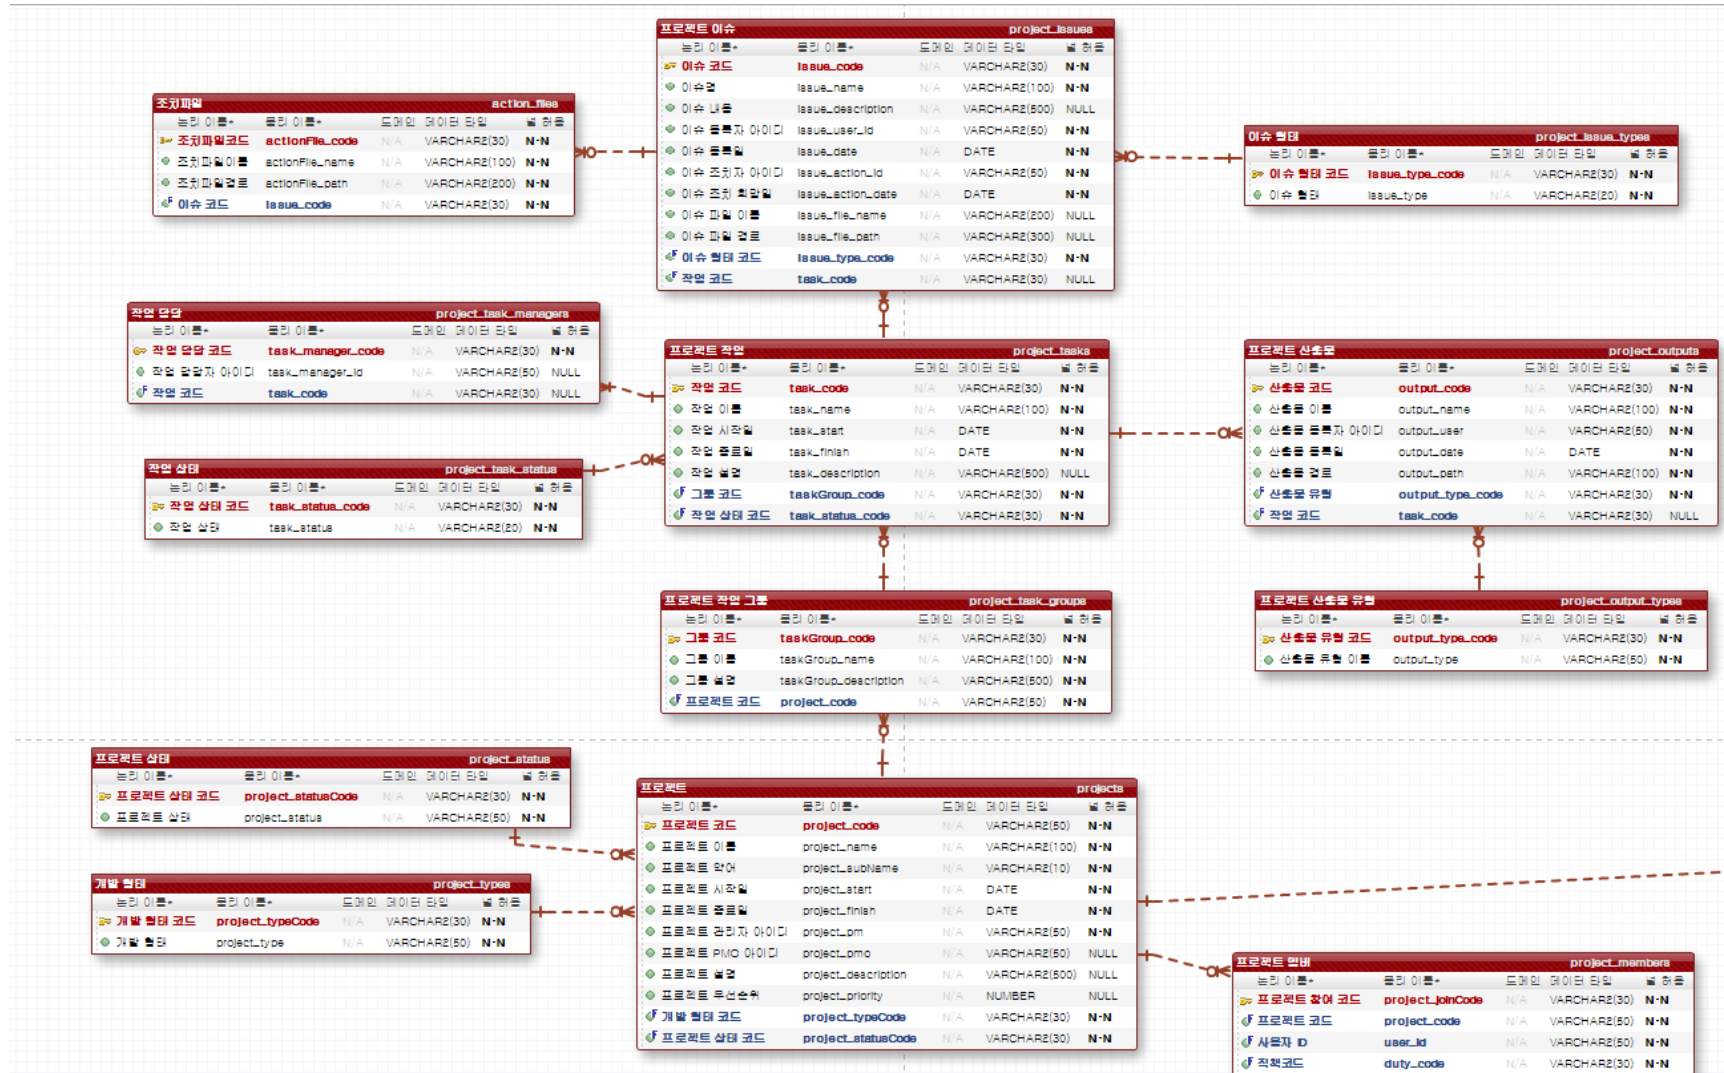 프로젝트 이슈 project_issues
논리 이름* 물리 이름* 도메인 데이터 타입 널 허용
이슈 코드 issue_code N/A VARCHAR2(30) N-N
이슈명 issue_name N/A VARCHAR2(100) N-N
이슈 내용 issue_description N/A VARCHAR2(500) NULL
이슈 등록자 아이디 issue_user_id N/A VARCHAR2(50) N-N
이슈 등록일 issue_date N/A DATE N-N
이슈 조치자 아이디 issue_action_id N/A VARCHAR2(50) N-N
이슈 조치 희망일 issue_action_date N/A DATE N-N
이슈 파일 이름 issue_file_name N/A VARCHAR2(200) NULL
이슈 파일 경로 issue_file_path N/A VARCHAR2(300) NULL
이슈 형태 코드 issue_type_code N/A VARCHAR2(30) N-N
작업 코드 task_code N/A VARCHAR2(30) NULL
조치파일 action_files
논리 이름* 물리 이름* 도메인 데이터 타입 널 허용
조치파일코드 actionFile_code N/A VARCHAR2(30) N-N
조치파일이름 actionFile_name N/A VARCHAR2(100) N-N
조치파일경로 actionFile_path N/A VARCHAR2(200) N-N
이슈 코드 issue_code N/A VARCHAR2(30) N-N
이슈 형태 project_issue_types
논리 이름* 물리 이름* 도메인 데이터 타입 널 허용
이슈 형태 코드 issue_type_code N/A VARCHAR2(30) N-N
이슈 형태 issue_type N/A VARCHAR2(20) N-N
작업 담당 project_task_managers
논리 이름* 물리 이름* 도메인 데이터 타입 널 허용
작업 담당 코드 task_manager_code N/A VARCHAR2(30) N-N
작업 담당자 아이디 task_manager_id N/A VARCHAR2(50) NULL
작업 코드 task_code N/A VARCHAR2(30) NULL
프로젝트 작업 project_tasks
논리 이름* 물리 이름* 도메인 데이터 타입 널 허용
작업 코드 task_code N/A VARCHAR2(30) N-N
작업 이름 task_name N/A VARCHAR2(100) N-N
작업 시작일 task_start N/A DATE N-N
작업 종료일 task_finish N/A DATE N-N
작업 설명 task_description N/A VARCHAR2(500) NULL
그룹 코드 taskGroup_code N/A VARCHAR2(30) N-N
작업 상태 코드 task_status_code N/A VARCHAR2(30) N-N
프로젝트 산출물 project_outputs
논리 이름* 물리 이름* 도메인 데이터 타입 널 허용
산출물 코드 output_code N/A VARCHAR2(30) N-N
산출물 이름 output_name N/A VARCHAR2(100) N-N
산출물 등록자 아이디 output_user N/A VARCHAR2(50) N-N
산출물 등록일 output_date N/A DATE N-N
산출물 경로 output_path N/A VARCHAR2(100) N-N
산출물 유형 output_type_code N/A VARCHAR2(30) N-N
작업 코드 task_code N/A VARCHAR2(30) NULL
작업 상태 project_task_status
논리 이름* 물리 이름* 도메인 데이터 타입 널 허용
작업 상태 코드 task_status_code N/A VARCHAR2(30) N-N
작업 상태 task_status N/A VARCHAR2(20) N-N
프로젝트 작업 그룹 project_task_groups
논리 이름* 물리 이름* 도메인 데이터 타입 널 허용
그룹 코드 taskGroup_code N/A VARCHAR2(30) N-N
그룹 이름 taskGroup_name N/A VARCHAR2(100) N-N
그룹 설명 taskGroup_description N/A VARCHAR2(500) N-N
프로젝트 코드 project_code N/A VARCHAR2(50) N-N
프로젝트 산출물 유형 project_output_types
논리 이름* 물리 이름* 도메인 데이터 타입 널 허용
산출물 유형 코드 output_type_code N/A VARCHAR2(30) N-N
산출물 유형 이름 output_type N/A VARCHAR2(50) N-N
프로젝트 상태 project_status
논리 이름* 물리 이름* 도메인 데이터 타입 널 허용
프로젝트 상태 코드 project_statusCode N/A VARCHAR2(30) N-N
프로젝트 상태 project_status N/A VARCHAR2(50) N-N
개발 형태 project_types
논리 이름* 물리 이름* 도메인 데이터 타입 널 허용
개발 형태 코드 project_typeCode N/A VARCHAR2(30) N-N
개발 형태 project_type N/A VARCHAR2(50) N-N
프로젝트 projects
논리 이름* 물리 이름* 도메인 데이터 타입 널 허용
프로젝트 코드 project_code N/A VARCHAR2(50) N-N
프로젝트 이름 project_name N/A VARCHAR2(100) N-N
프로젝트 약어 project_subName N/A VARCHAR2(10) N-N
프로젝트 시작일 project_start N/A DATE N-N
프로젝트 종료일 project_finish N/A DATE N-N
프로젝트 관리자 아이디 project_pm N/A VARCHAR2(50) N-N
프로젝트 PMO 아이디 project_pmo N/A VARCHAR2(50) NULL
프로젝트 설명 project_description N/A VARCHAR2(500) NULL
프로젝트 우선순위 project_priority N/A NUMBER NULL
개발 형태 코드 project_typeCode N/A VARCHAR2(30) N-N
프로젝트 상태 코드 project_statusCode N/A VARCHAR2(30) N-N
프로젝트 멤버 project_members
논리 이름* 물리 이름* 도메인 데이터 타입 널 허용
프로젝트 참여 코드 project_joinCode N/A VARCHAR2(30) N-N
프로젝트 코드 project_code N/A VARCHAR2(50) N-N
사용자 ID user_id N/A VARCHAR2(50) N-N
직책코드 duty_code N/A VARCHAR2(30) N-N